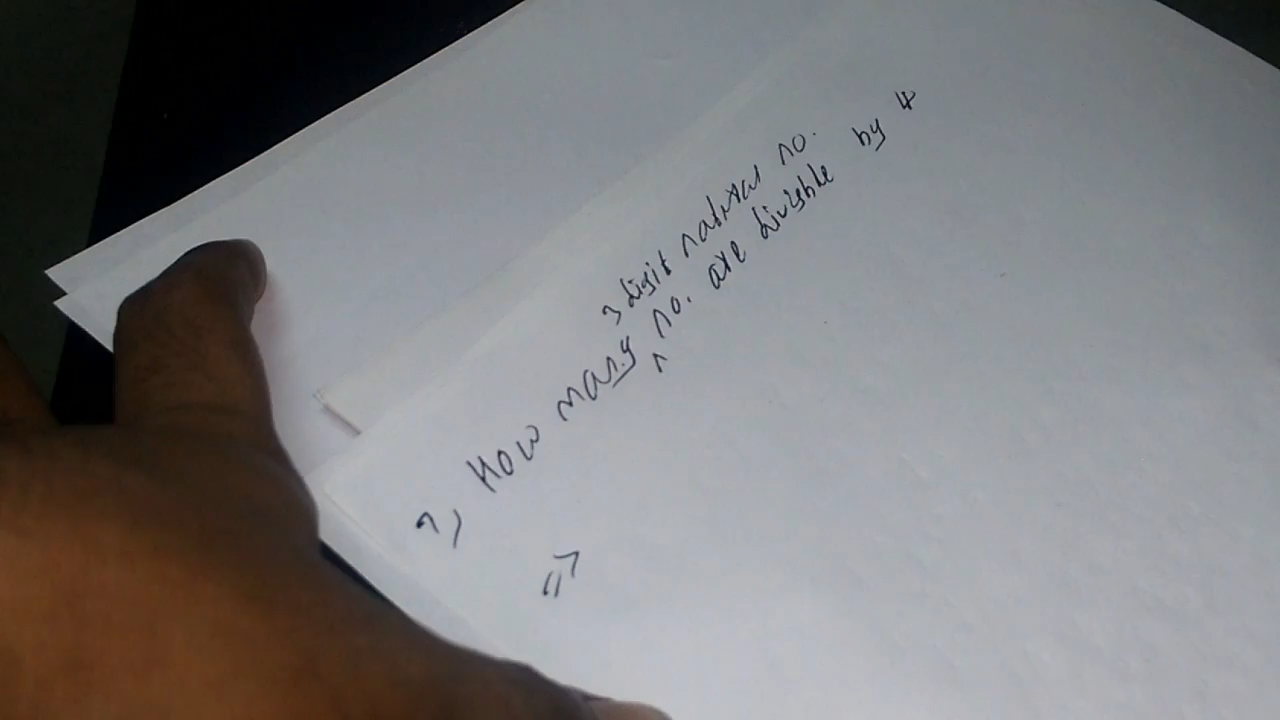 3 digit natural no.
?, How many no. are divisible by 4
=>